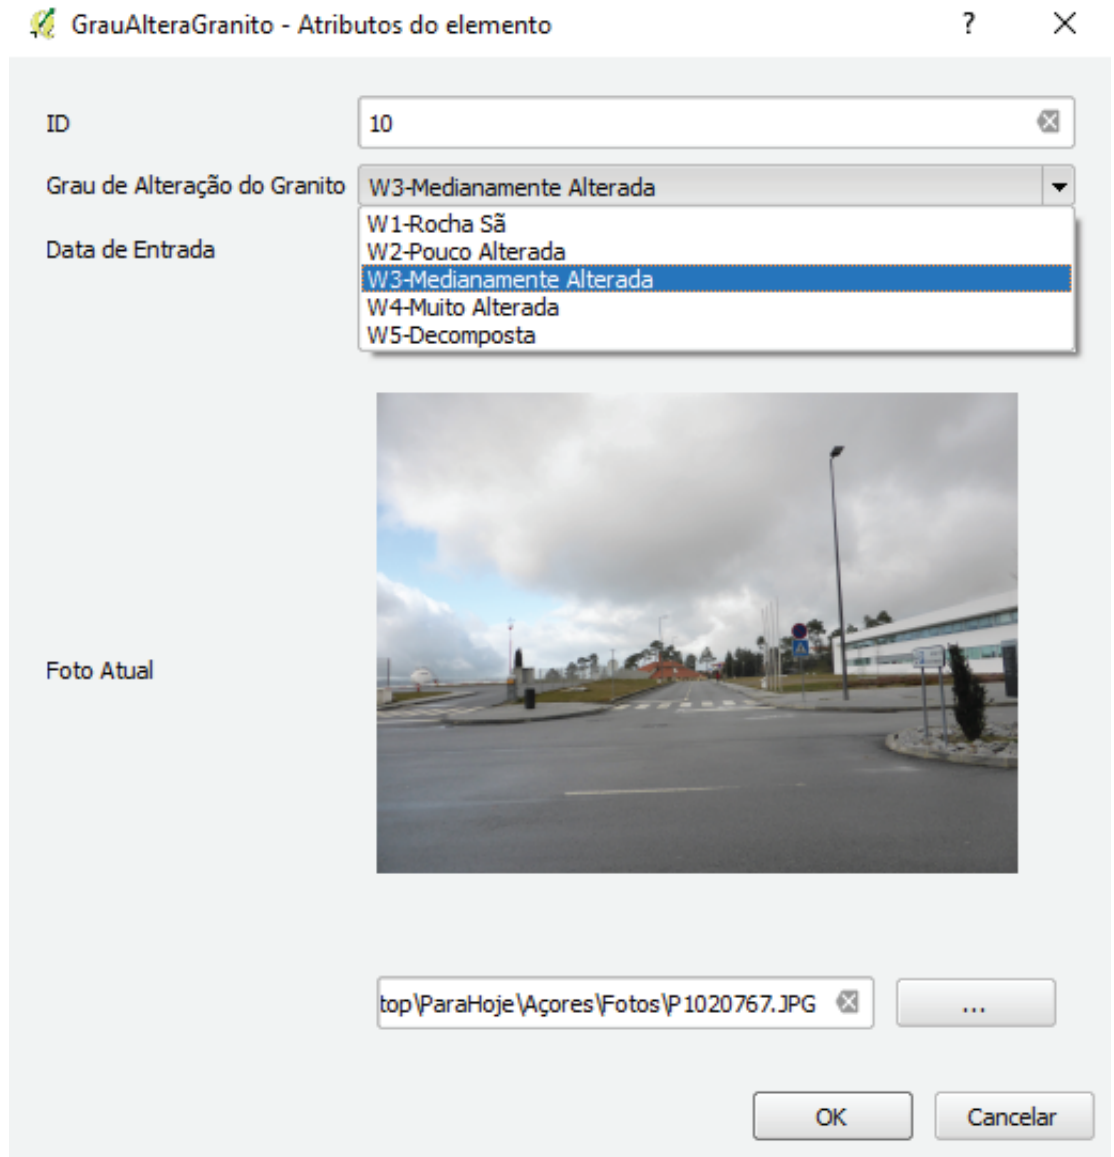 GrauAlteraGranito - Atributos do elemento
ID
10
Grau de Alteração do Granito
W3-Medianamente Alterada
W1-Rocha Sã
W2-Pouco Alterada
W3-Medianamente Alterada
W4-Muito Alterada
W5-Decomposta
Data de Entrada
Foto Atual
top\ParaHoje\Açores\Fotos\P1020767.JPG
...
OK
Cancelar